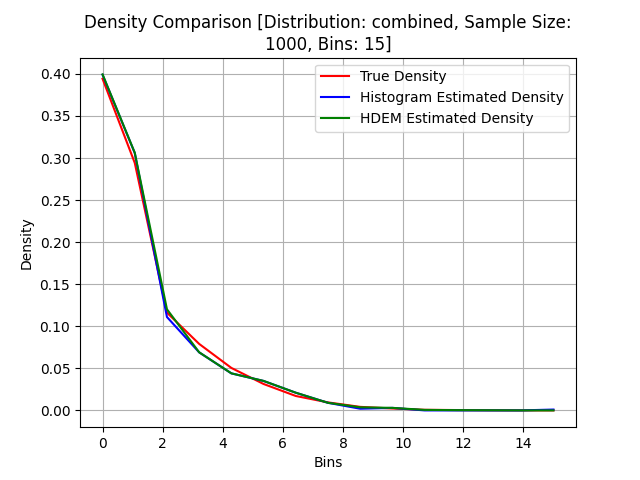 Density Comparison [Distribution: combined, Sample Size:
1000, Bins: 15]
True Density
Histogram Estimated Density
HDEM Estimated Density
Density
0.40
0.35
0.30
0.25
0.20
0.15
0.10
0.05
0.00
0 2 4 6 8 10 12 14
Bins